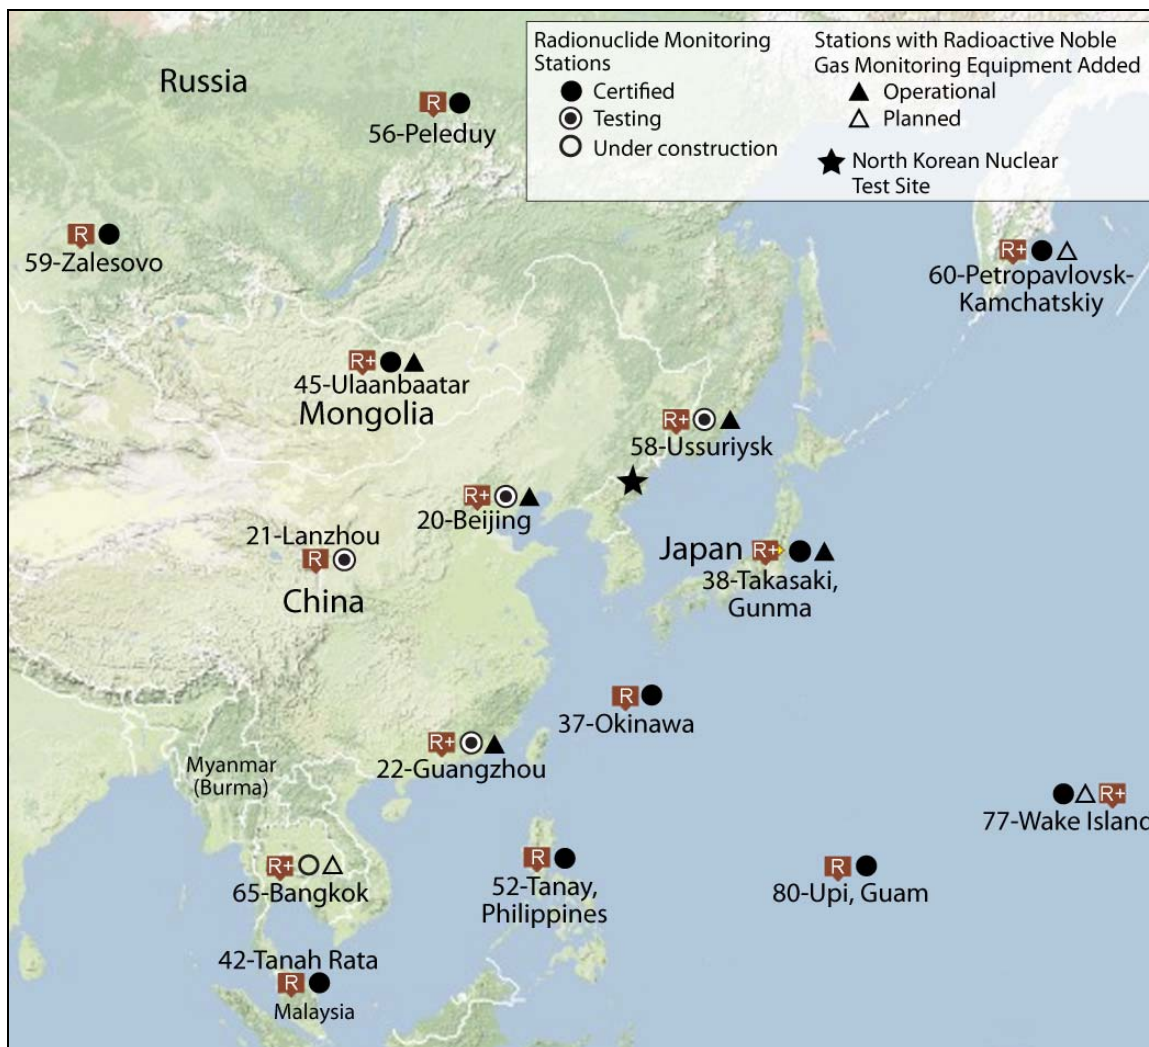 Radionuclide Monitoring
Stations
Certified
Testing
Under construction
Stations with Radioactive Noble
Gas Monitoring Equipment Added
Operational
Planned
North Korean Nuclear
Test Site
Russia
R
56-Peleduy
R
59-Zalesovo
R+
60-Petropavlovsk-
Kamchatskiy
R+
45-Ulaanbaatar
Mongolia
R+
58-Ussuriysk
R+
20-Beijing
21-Lanzhou
R
China
Japan R+
38-Takasaki,
Gunma
R
37-Okinawa
R+
22-Guangzhou
Myanmar
(Burma)
R+
77-Wake Island
R+
65-Bangkok
R
52-Tanay,
Philippines
R
80-Upi, Guam
42-Tanah Rata
R
Malaysia